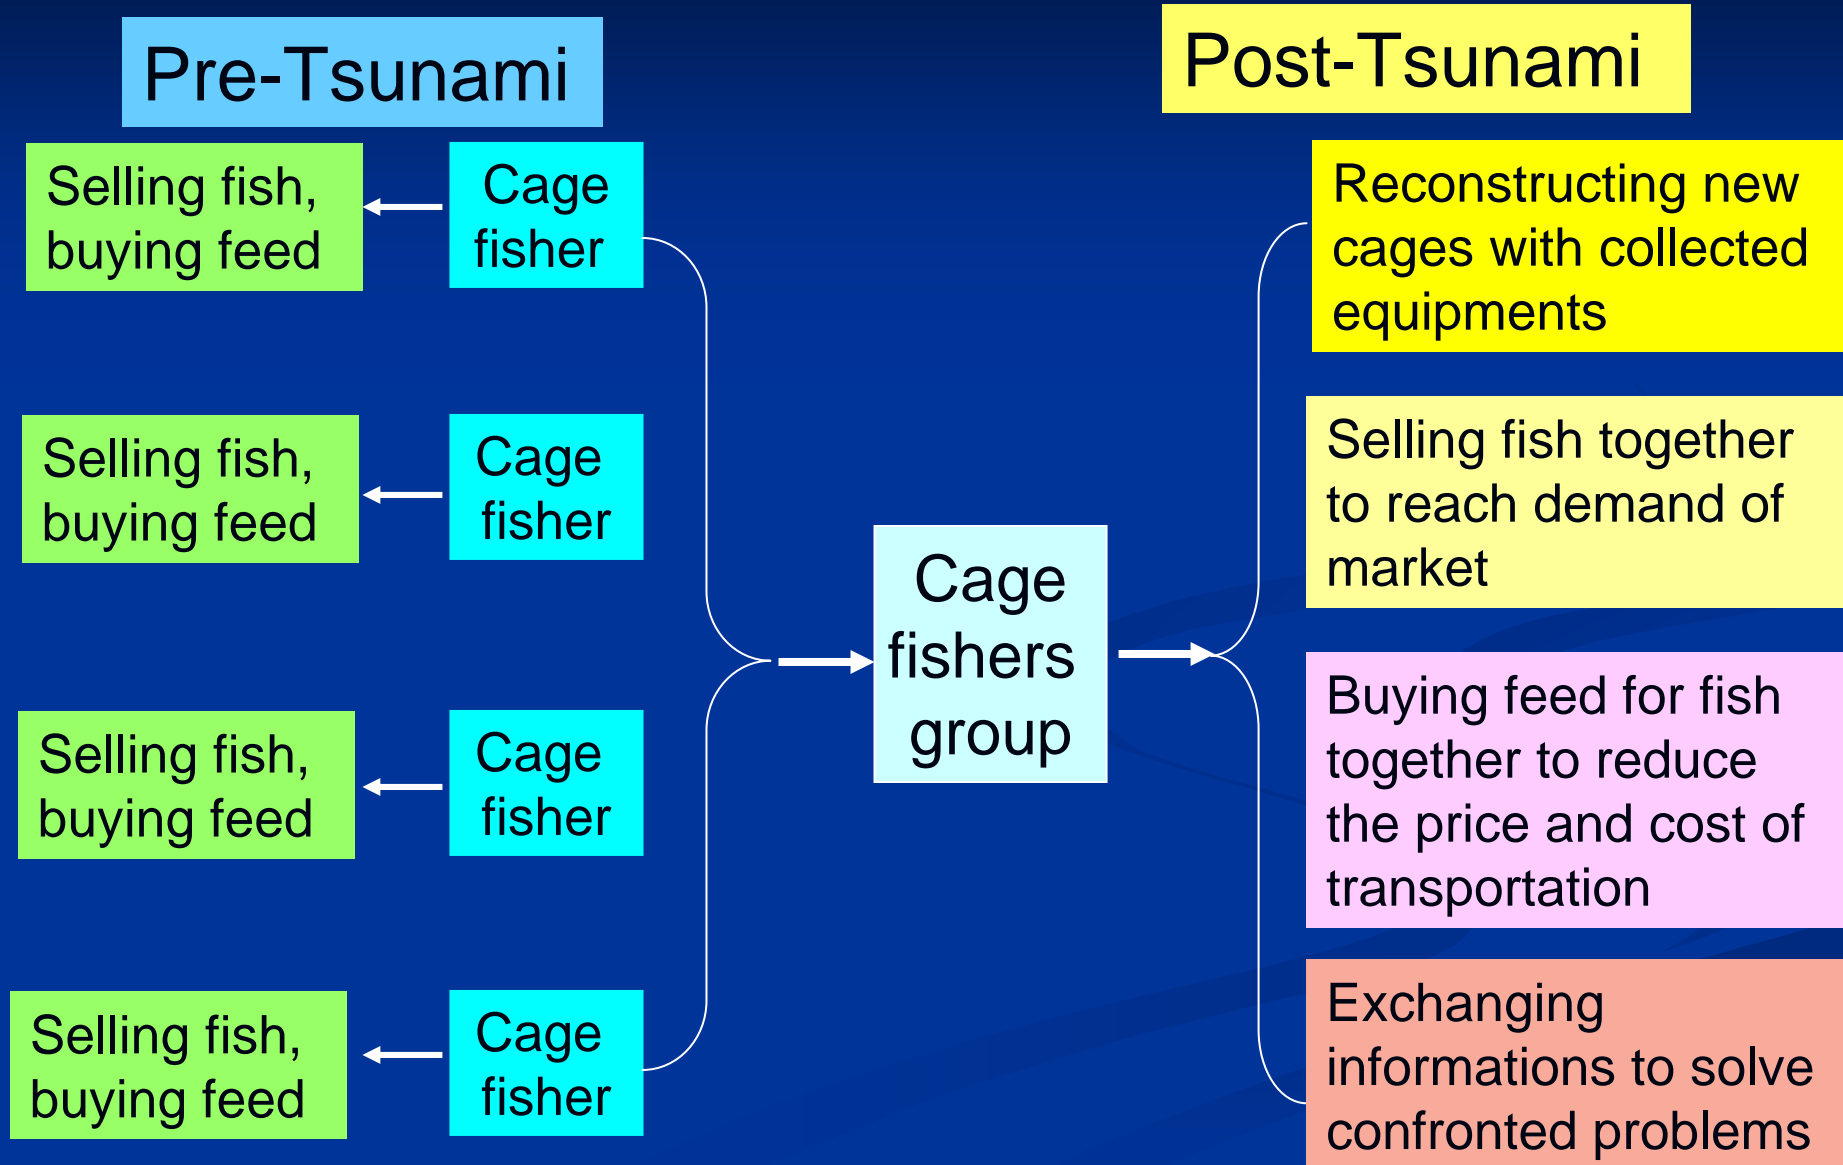 Pre-Tsunami
Selling fish,
buying feed
Cage
fisher
Selling fish,
buying feed
Cage
fisher
Selling fish,
buying feed
Cage
fisher
Selling fish,
buying feed
Cage
fisher
Cage
fishers
group
Post-Tsunami
Reconstructing new
cages with collected
equipments
Selling fish together
to reach demand of
market
Buying feed for fish
together to reduce
the price and cost of
transportation
Exchanging
informations to solve
confronted problems